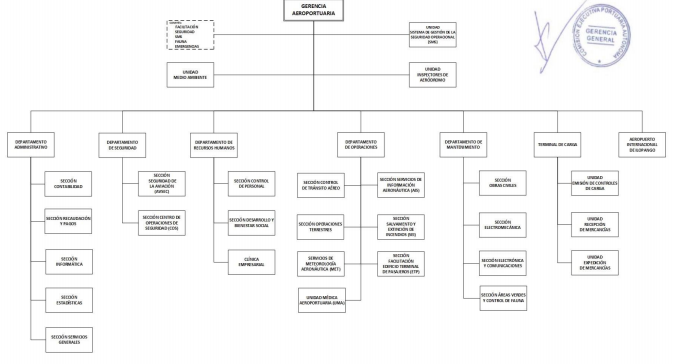 GERENCIA
AEROPORTUARIA
FACILITACIÓN
SEGURIDAD
SMS
FAUNA
EMERGENCIAS
UNIDAD
SISTEMA DE GESTIÓN DE LA
SEGURIDAD OPERACIONAL
(SMS)
UNIDAD
MEDIO AMBIENTE
UNIDAD
INSPECTORES DE
AERÓDROMO
COMISIÓN EJECUTIVA PORTUARIA AUTÓNOMA
GERENCIA
GENERAL
DEPARTAMENTO
ADMINISTRATIVO
DEPARTAMENTO
DE SEGURIDAD
DEPARTAMENTO DE
RECURSOS HUMANOS
DEPARTAMENTO
DE OPERACIONES
DEPARTAMENTO DE
MANTENIMIENTO
TERMINAL DE CARGA
AEROPUERTO
INTERNACIONAL
DE ILOPANGO
SECCIÓN
CONTABILIDAD
SECCIÓN RECAUDACIÓN
Y PAGOS
SECCIÓN
INFORMÁTICA
SECCIÓN
ESTADÍSTICAS
SECCIÓN SERVICIOS
GENERALES
SECCIÓN
SEGURIDAD DE
LA AVIACIÓN
(AVSEC)
SECCIÓN CENTRO DE
OPERACIONES DE
SEGURIDAD (COS)
SECCIÓN CONTROL
DE PERSONAL
SECCIÓN DESARROLLO Y
BIENESTAR SOCIAL
CLÍNICA
EMPRESARIAL
SECCIÓN CONTROL
DE TRÁNSITO AÉREO
SECCIÓN OPERACIONES
TERRESTRES
SERVICIOS DE
METEOROLOGÍA
AERONÁUTICA (MET)
UNIDAD MÉDICA
AEROPORTUARIA (UMA)
SECCIÓN SERVICIOS DE
INFORMACIÓN
AERONÁUTICA (AIS)
SECCIÓN
SALVAMENTO Y
EXTINCIÓN DE
INCENDIOS (SEI)
SECCIÓN
FACILITACIÓN
EDIFICIO TERMINAL
DE PASAJEROS (ETP)
SECCIÓN
OBRAS CIVILES
SECCIÓN
ELECTROMECÁNICA
SECCIÓN ELECTRÓNICA
Y COMUNICACIONES
SECCIÓN ÁREAS VERDES
Y CONTROL DE FAUNA
UNIDAD
EMISIÓN DE CONTROLES
DE CARGA
UNIDAD
RECEPCIÓN
DE MERCANCÍAS
UNIDAD
EXPEDICIÓN
DE MERCANCÍAS